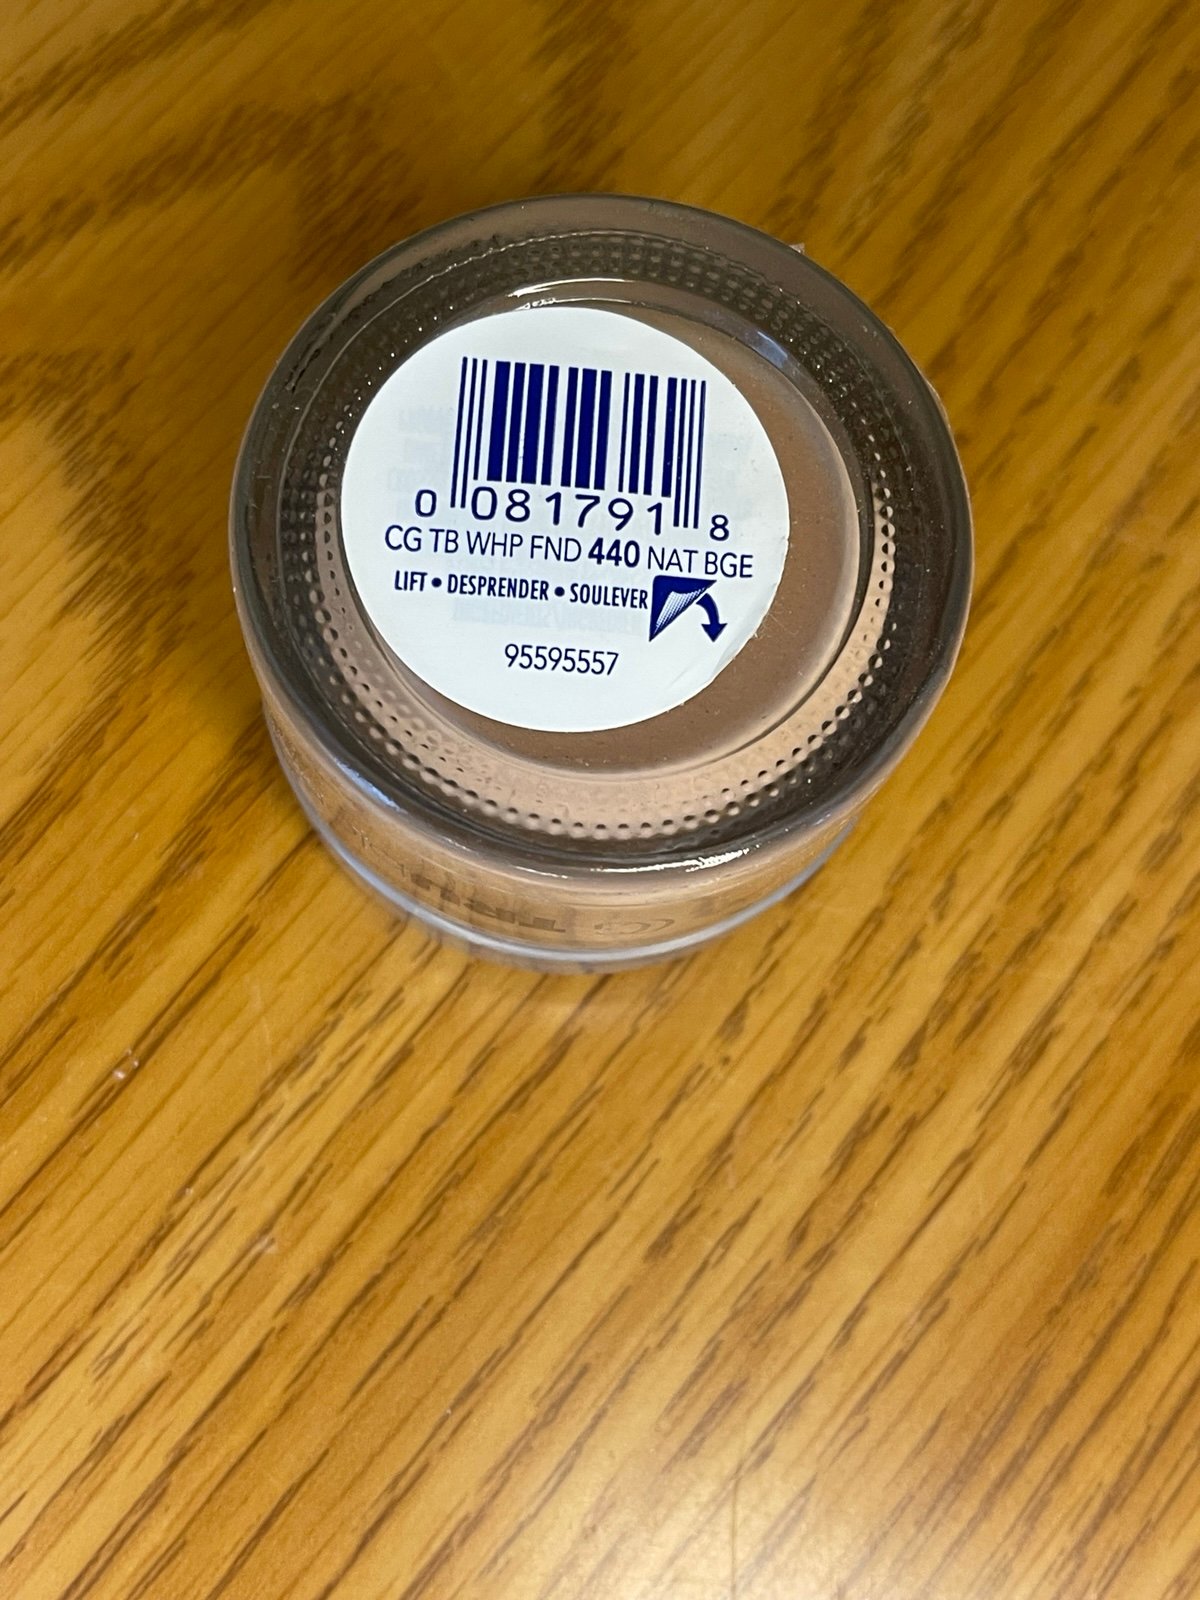 0 081791 8
CG TB WHP FND 440 NAT BGE
LIFT • DESPRENDER • SOULEVER
95595557